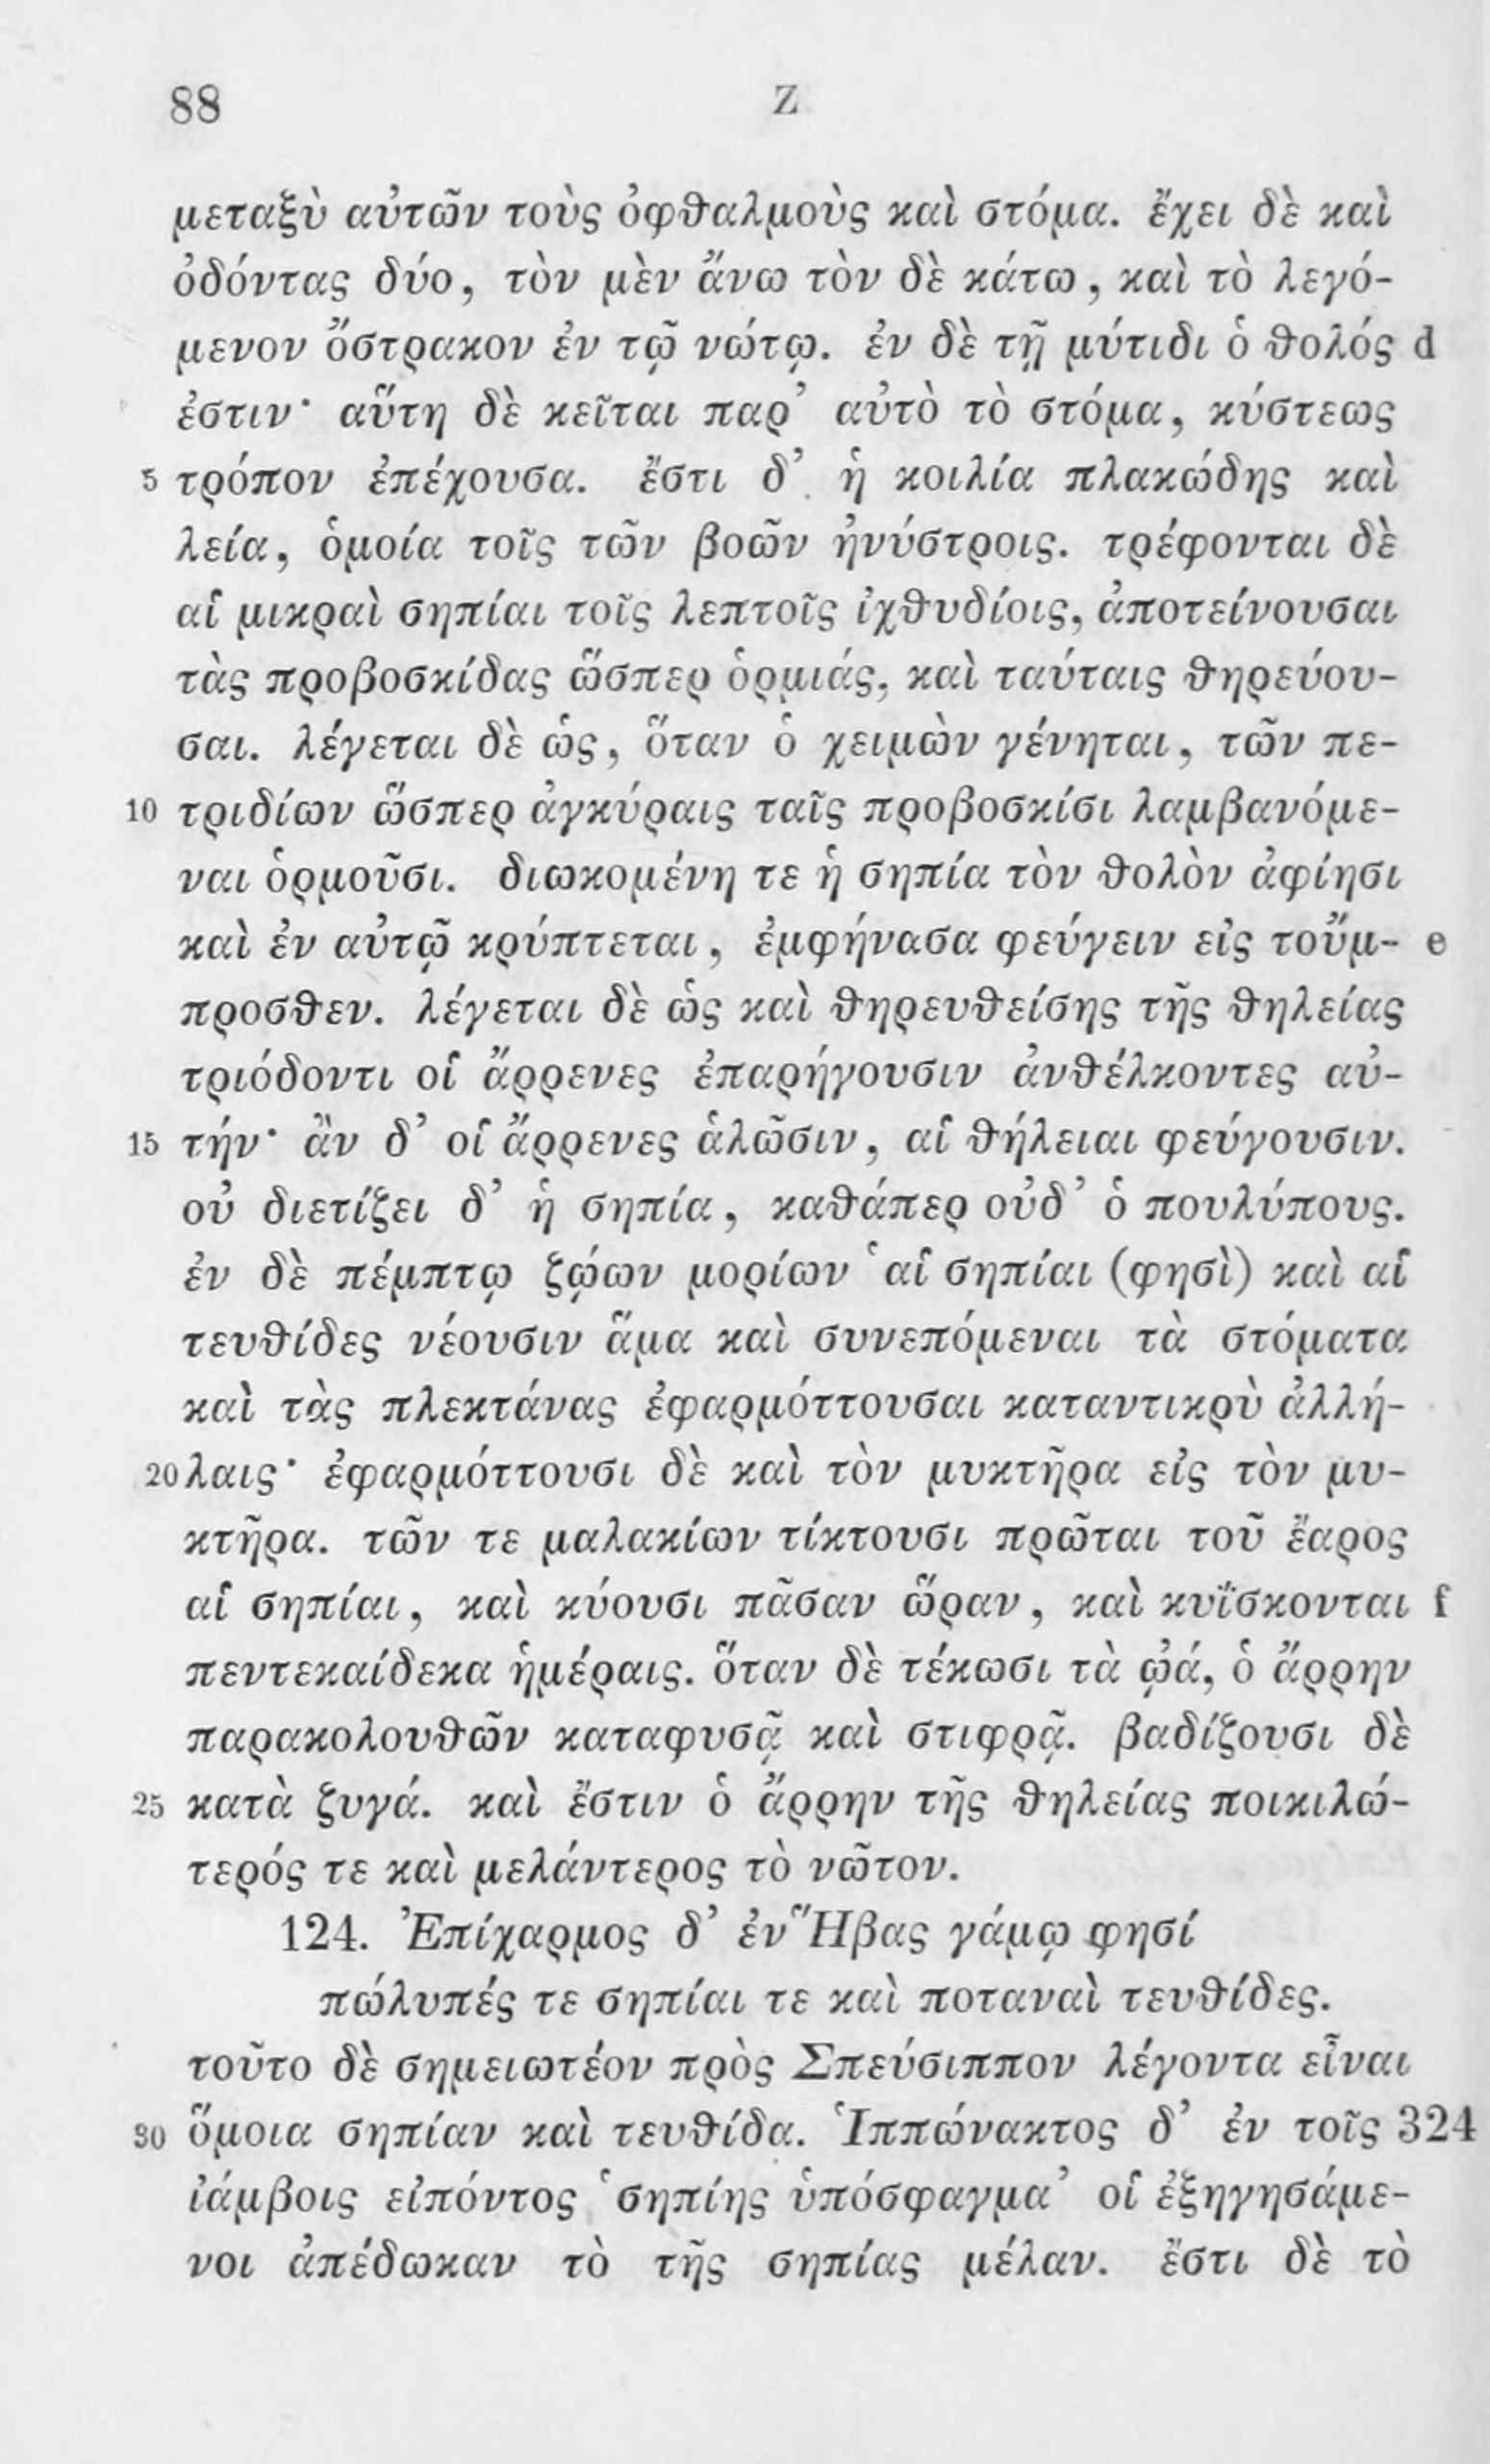 88 Z
μεταξὺ αὐτῶν τοὺς ὀφθαλμοὺς καὶ στόμα. ἔχει δὲ καὶ
ὀδόντας δύο, τὸν μὲν ἄνω τὸν δὲ κάτω, καὶ τὸ λεγό-
μενον ὄστρακον ἐν τῷ νώτῳ. ἐν δὲ τῇ μύτιδι ὁ θολός d
ἐστιν· αὕτη δὲ κεῖται παρ’ αὐτὸ τὸ στόμα, κύστεως
5 τρόπον ἐπέχουσα. ἔστι δ’ ἡ κοιλία πλακώδης καὶ
λεία, ὁμοία τοῖς τῶν βοῶν ἠνύστροις. τρέφονται δὲ
αἱ μικραὶ σηπίαι τοῖς λεπτοῖς ἰχθυδίοις, ἀποτείνουσαι
τὰς προβοσκίδας ὥσπερ ὁρμιάς, καὶ ταύταις θηρεύου-
σαι. λέγεται δὲ ὡς, ὅταν ὁ χειμὼν γένηται, τῶν πε-
10 τριδίων ὥσπερ ἀγκύραις ταῖς προβοσκίσι λαμβανόμε-
ναι ὁρμοῦσι. διωκομένη τε ἡ σηπία τὸν θολὸν ἀφίησι
καὶ ἐν αὐτῷ κρύπτεται, ἐμφήνασα φεύγειν εἰς τοὔμ- e
προσθεν. λέγεται δὲ ὡς καὶ θηρευθείσης τῆς θηλείας
τριόδοντι οἱ ἄρρενες ἐπαρήγουσιν ἀνθέλκοντες αὐ-
15 τήν· ἂν δ’ οἱ ἄρρενες ἁλῶσιν, αἱ θήλειαι φεύγουσιν.
οὐ διετίζει δ’ ἡ σηπία, καθάπερ οὐδ’ ὁ πουλύπους.
ἐν δὲ πέμπτῳ ζῴων μορίων ‘αἱ σηπίαι (φησὶ) καὶ αἱ
τευθίδες νέουσιν ἅμα καὶ συνεπόμεναι τὰ στόματα
καὶ τὰς πλεκτάνας ἐφαρμόττουσαι καταντικρὺ ἀλλή-
20 λαις· ἐφαρμόττουσι δὲ καὶ τὸν μυκτῆρα εἰς τὸν μυ-
κτῆρα. τῶν τε μαλακίων τίκτουσι πρῶται τοῦ ἔαρος
αἱ σηπίαι, καὶ κύουσι πᾶσαν ὥραν, καὶ κυΐσκονται f
πεντεκαίδεκα ἡμέραις. ὅταν δὲ τέκωσι τὰ ᾠά, ὁ ἄρρην
παρακολουθῶν καταφυσᾷ καὶ στιφρᾷ. βαδίζουσι δὲ
25 κατὰ ζυγά. καὶ ἔστιν ὁ ἄρρην τῆς θηλείας ποικιλώ-
τερός τε καὶ μελάντερος τὸ νῶτον.
124. Ἐπίχαρμος δ’ ἐν Ἥβας γάμῳ φησί
πώλυπές τε σηπίαι τε καὶ ποταναὶ τευθίδες.
τοῦτο δὲ σημειωτέον πρὸς Σπεύσιππον λέγοντα εἶναι
30 ὅμοια σηπίαν καὶ τευθίδα. Ἱππώνακτος δ’ ἐν τοῖς 324
ἰάμβοις εἰπόντος ‘σηπίης ὑπόσφαγμα’ οἱ ἐξηγησάμε-
νοι ἀπέδωκαν τὸ τῆς σηπίας μέλαν. ἔστι δὲ τὸ